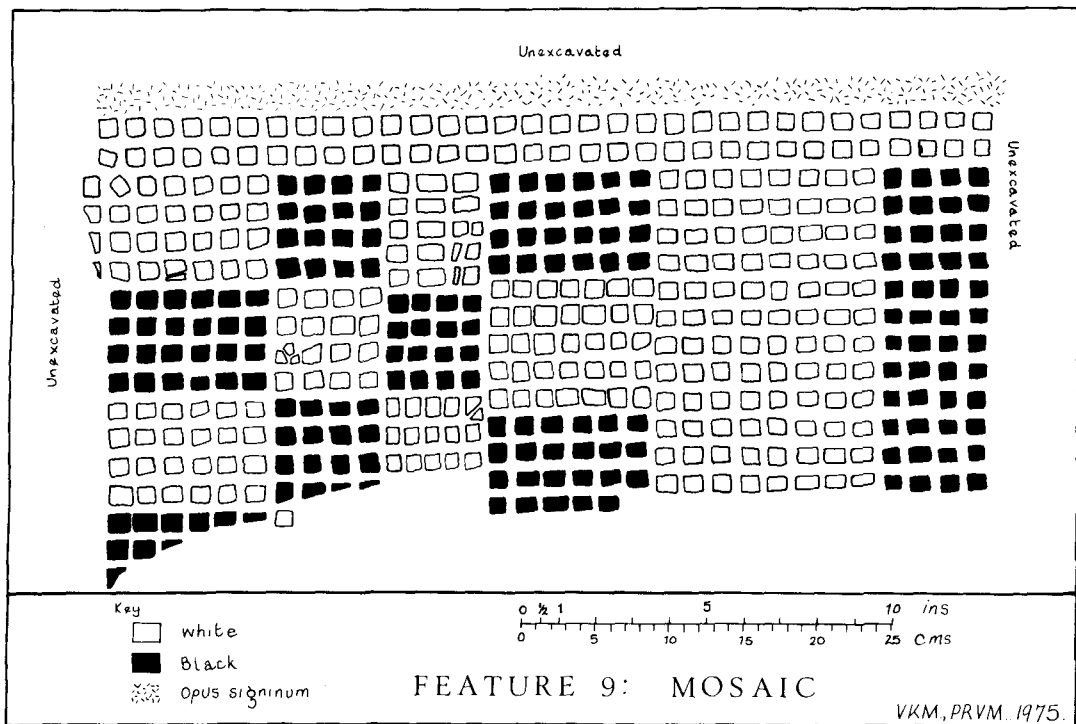 Unexcavated
Unexcavated
Unexcavated
Key
white
Black
Opus signinum
0 ½ 1 5 10 ins
0 5 10 15 20 25 cms
FEATURE 9: MOSAIC
VKM., PRVM. 1975.